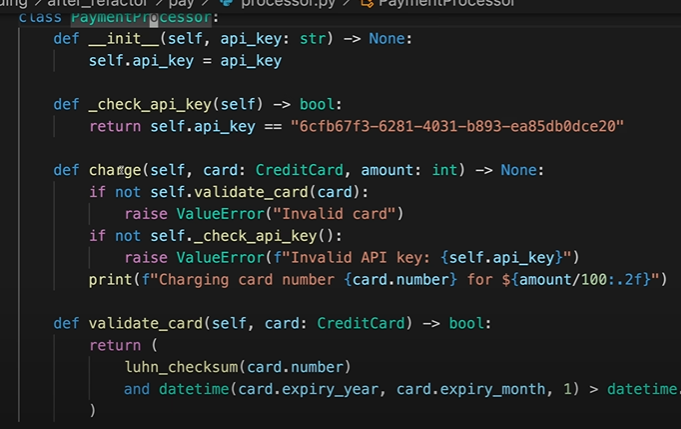 ding > after_refactor > pay > processor.py > PaymentProcessor
class PaymentProcessor:
    def __init__(self, api_key: str) -> None:
        self.api_key = api_key

    def _check_api_key(self) -> bool:
        return self.api_key == "6cfb67f3-6281-4031-b893-ea85db0dce20"

    def charge(self, card: CreditCard, amount: int) -> None:
        if not self.validate_card(card):
            raise ValueError("Invalid card")
        if not self._check_api_key():
            raise ValueError(f"Invalid API key: {self.api_key}")
        print(f"Charging card number {card.number} for ${amount/100:.2f}")

    def validate_card(self, card: CreditCard) -> bool:
        return (
            luhn_checksum(card.number)
            and datetime(card.expiry_year, card.expiry_month, 1) > datetime.
        )